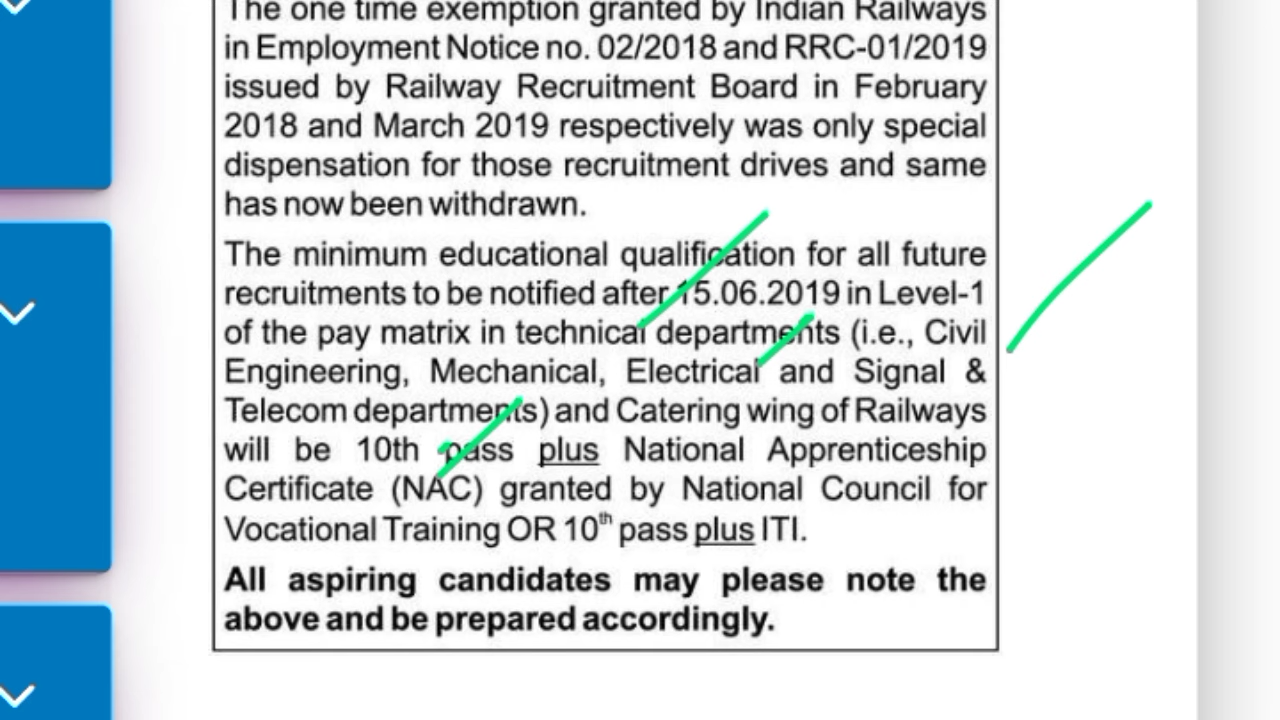 The one time exemption granted by Indian Railways
in Employment Notice no. 02/2018 and RRC-01/2019
issued by Railway Recruitment Board in February
2018 and March 2019 respectively was only special
dispensation for those recruitment drives and same
has now been withdrawn.
The minimum educational qualification for all future
recruitments to be notified after 15.06.2019 in Level-1
of the pay matrix in technical departments (i.e., Civil
Engineering, Mechanical, Electrical and Signal &
Telecom departments) and Catering wing of Railways
will be 10th pass plus National Apprenticeship
Certificate (NAC) granted by National Council for
Vocational Training OR 10th pass plus ITI.
All aspiring candidates may please note the
above and be prepared accordingly.